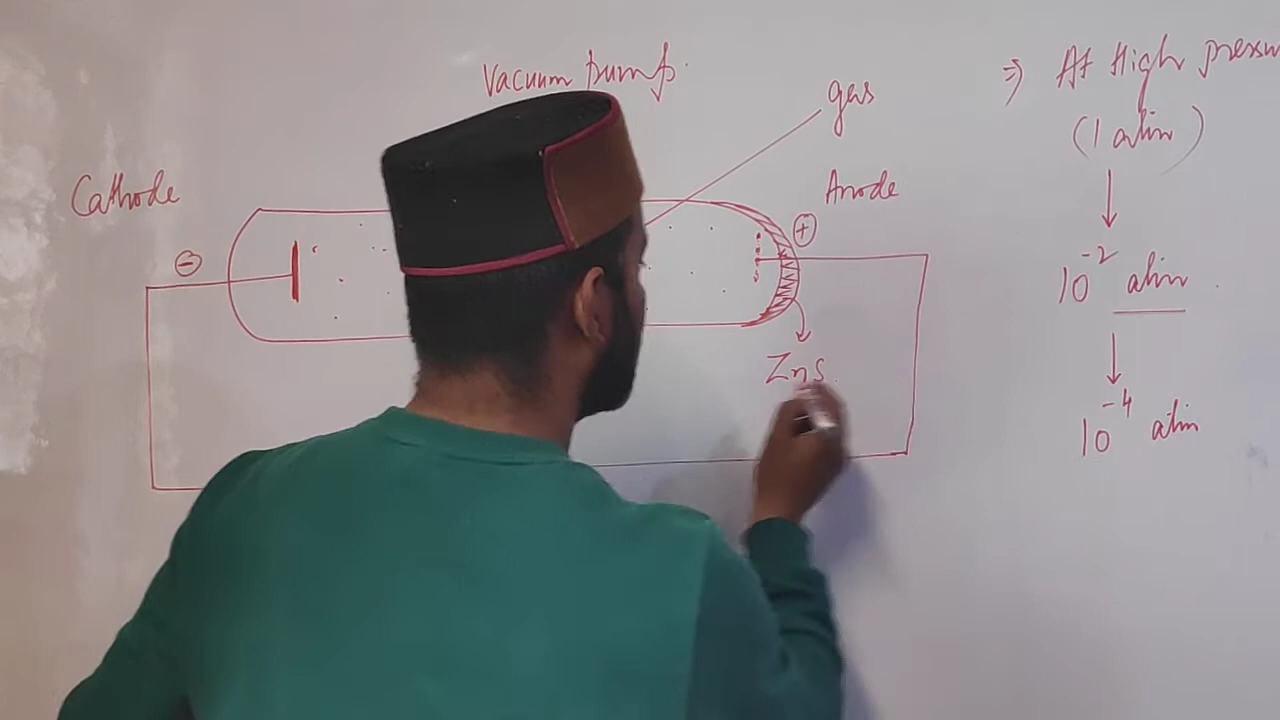 Vacuum pump.
gas
Cathode
Anode
⊖
⊕
ZnS
⇒ At High pressu
(1 atm)
↓
10⁻² atm.
↓
10⁻⁴ atm